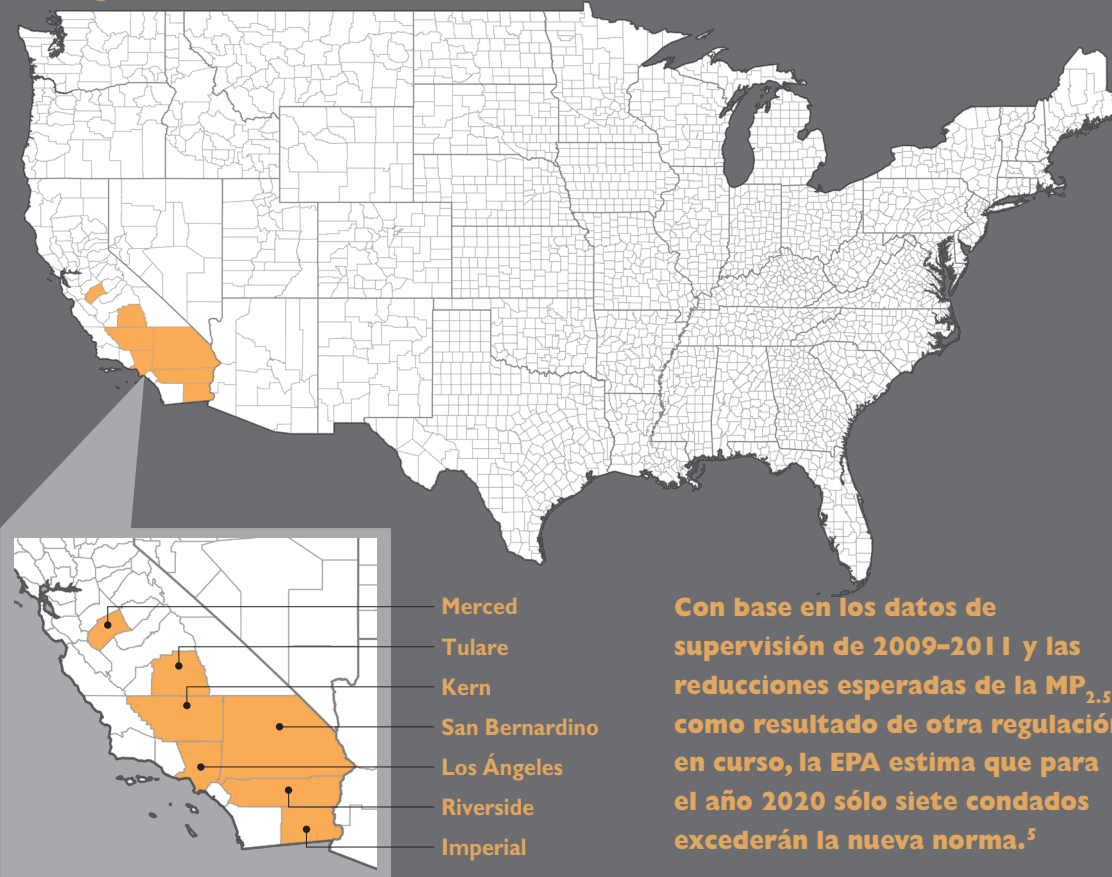 Merced
Tulare
Kern
San Bernardino
Los Ángeles
Riverside
Imperial
Con base en los datos de
supervisión de 2009–2011 y las
reducciones esperadas de la MP2.5
como resultado de otra regulación
en curso, la EPA estima que para
el año 2020 sólo siete condados
excederán la nueva norma.5